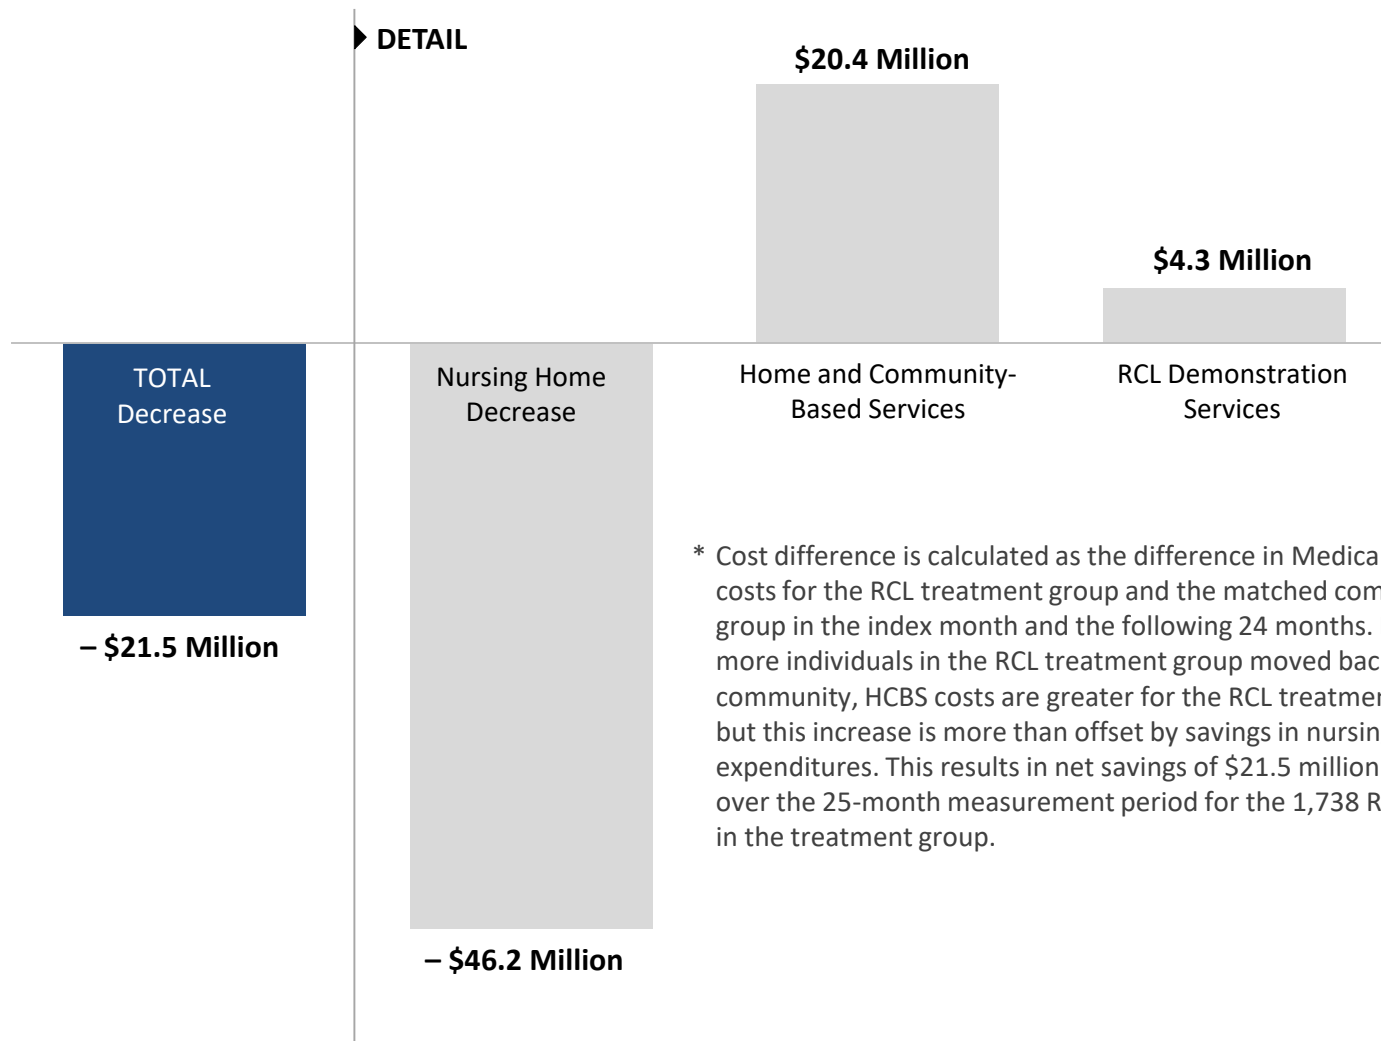 DETAIL
$20.4 Million
$4.3 Million
TOTAL
Decrease
Nursing Home
Decrease
Home and Community-
Based Services
RCL Demonstration
Services
– $21.5 Million
– $46.2 Million
* Cost difference is calculated as the difference in
costs for the RCL treatment group and the matched
group in the index month and the following 24 months.
more individuals in the RCL treatment group moved
community, HCBS costs are greater for the RCL
but this increase is more than offset by savings in
expenditures. This results in net savings of $21.5 million
over the 25-month measurement period for the 1,738
in the treatment group.